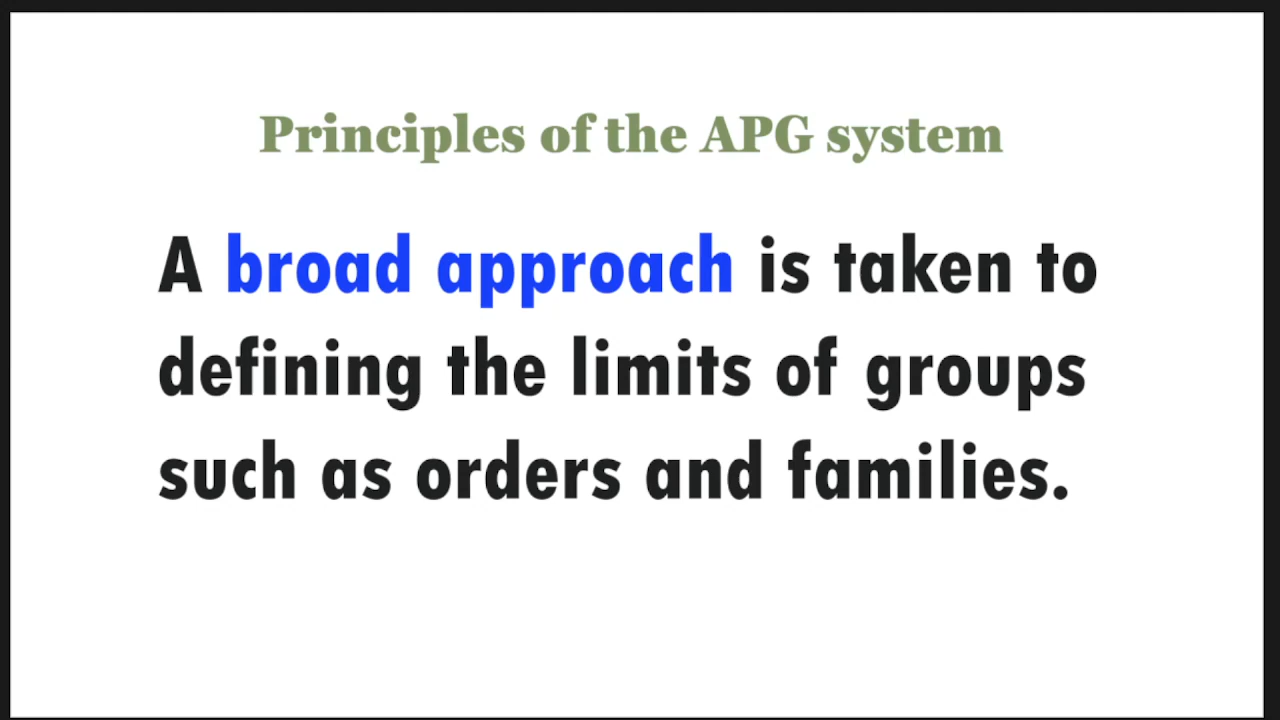 Principles of the APG system
A broad approach is taken to
defining the limits of groups
such as orders and families.